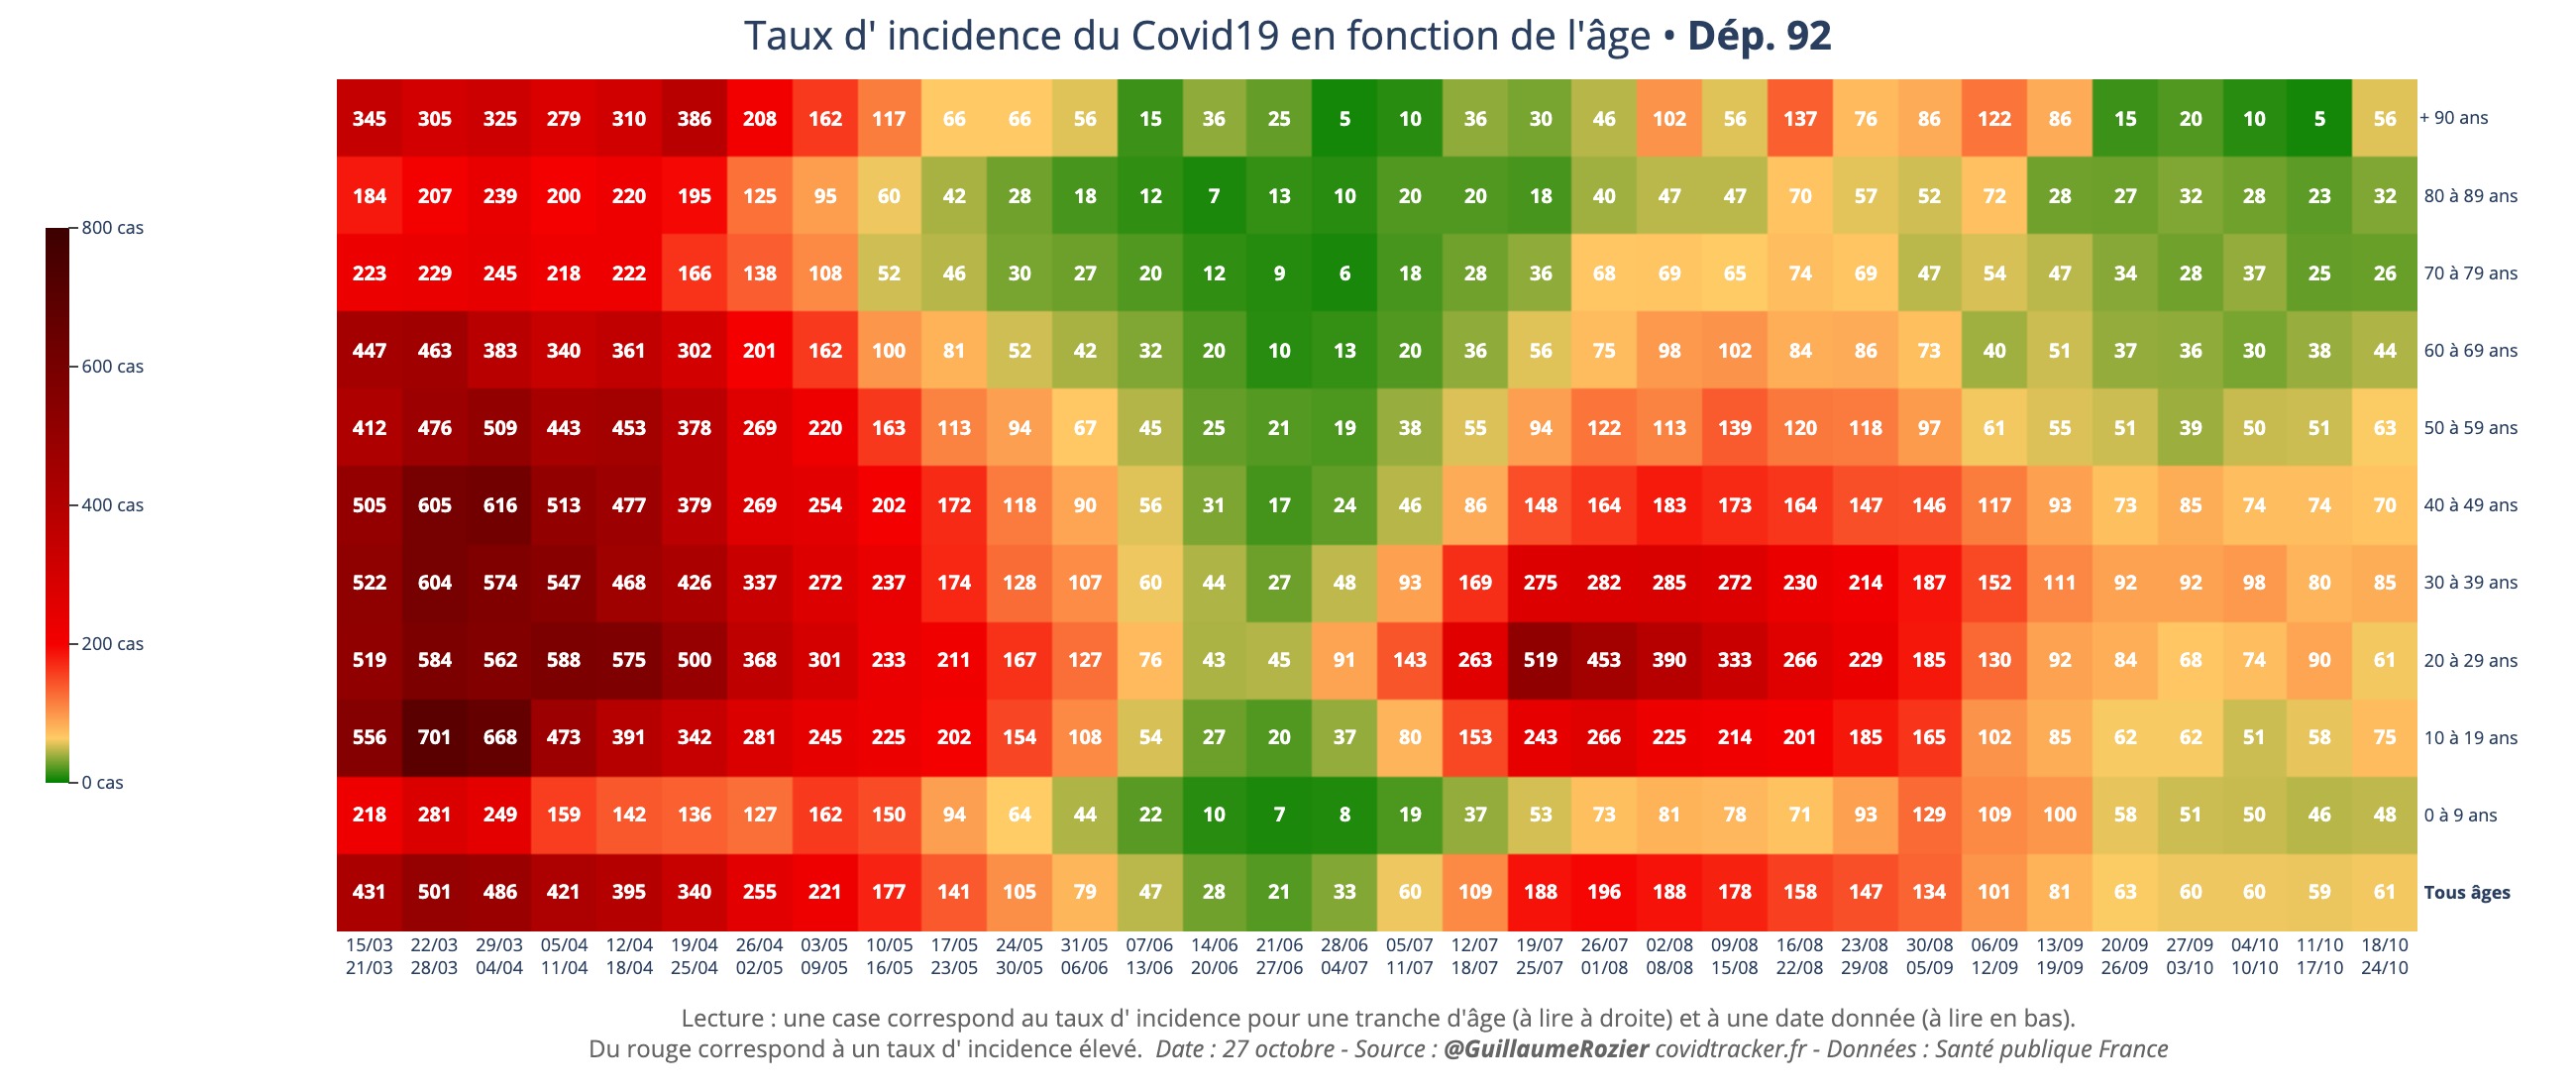 Taux d' incidence du Covid19 en fonction de l'âge • Dép. 92
345 305 325 279 310 386 208 162 117 66 66 56 15 36 25 5 10 36 30 46 102 56 137 76 86 122 86 15 20 10 5 56 + 90 ans
184 207 239 200 220 195 125 95 60 42 28 18 12 7 13 10 20 20 18 40 47 47 70 57 52 72 28 27 32 28 23 32 80 à 89 ans
800 cas
223 229 245 218 222 166 138 108 52 46 30 27 20 12 9 6 18 28 36 68 69 65 74 69 47 54 47 34 28 37 25 26 70 à 79 ans
447 463 383 340 361 302 201 162 100 81 52 42 32 20 10 13 20 36 56 75 98 102 84 86 73 40 51 37 36 30 38 44 60 à 69 ans
600 cas
412 476 509 443 453 378 269 220 163 113 94 67 45 25 21 19 38 55 94 122 113 139 120 118 97 61 55 51 39 50 51 63 50 à 59 ans
400 cas
505 605 616 513 477 379 269 254 202 172 118 90 56 31 17 24 46 86 148 164 183 173 164 147 146 117 93 73 85 74 74 70 40 à 49 ans
522 604 574 547 468 426 337 272 237 174 128 107 60 44 27 48 93 169 275 282 285 272 230 214 187 152 111 92 92 98 80 85 30 à 39 ans
200 cas
519 584 562 588 575 500 368 301 233 211 167 127 76 43 45 91 143 263 519 453 390 333 266 229 185 130 92 84 68 74 90 61 20 à 29 ans
556 701 668 473 391 342 281 245 225 202 154 108 54 27 20 37 80 153 243 266 225 214 201 185 165 102 85 62 62 51 58 75 10 à 19 ans
0 cas
218 281 249 159 142 136 127 162 150 94 64 44 22 10 7 8 19 37 53 73 81 78 71 93 129 109 100 58 51 50 46 48 0 à 9 ans
431 501 486 421 395 340 255 221 177 141 105 79 47 28 21 33 60 109 188 196 188 178 158 147 134 101 81 63 60 60 59 61 Tous âges
15/03 22/03 29/03 05/04 12/04 19/04 26/04 03/05 10/05 17/05 24/05 31/05 07/06 14/06 21/06 28/06 05/07 12/07 19/07 26/07 02/08 09/08 16/08 23/08 30/08 06/09 13/09 20/09 27/09 04/10 11/10 18/10
21/03 28/03 04/04 11/04 18/04 25/04 02/05 09/05 16/05 23/05 30/05 06/06 13/06 20/06 27/06 04/07 11/07 18/07 25/07 01/08 08/08 15/08 22/08 29/08 05/09 12/09 19/09 26/09 03/10 10/10 17/10 24/10
Lecture : une case correspond au taux d' incidence pour une tranche d'âge (à lire à droite) et à une date donnée (à lire en bas).
Du rouge correspond à un taux d' incidence élevé. Date : 27 octobre - Source : @GuillaumeRozier covidtracker.fr - Données : Santé publique France